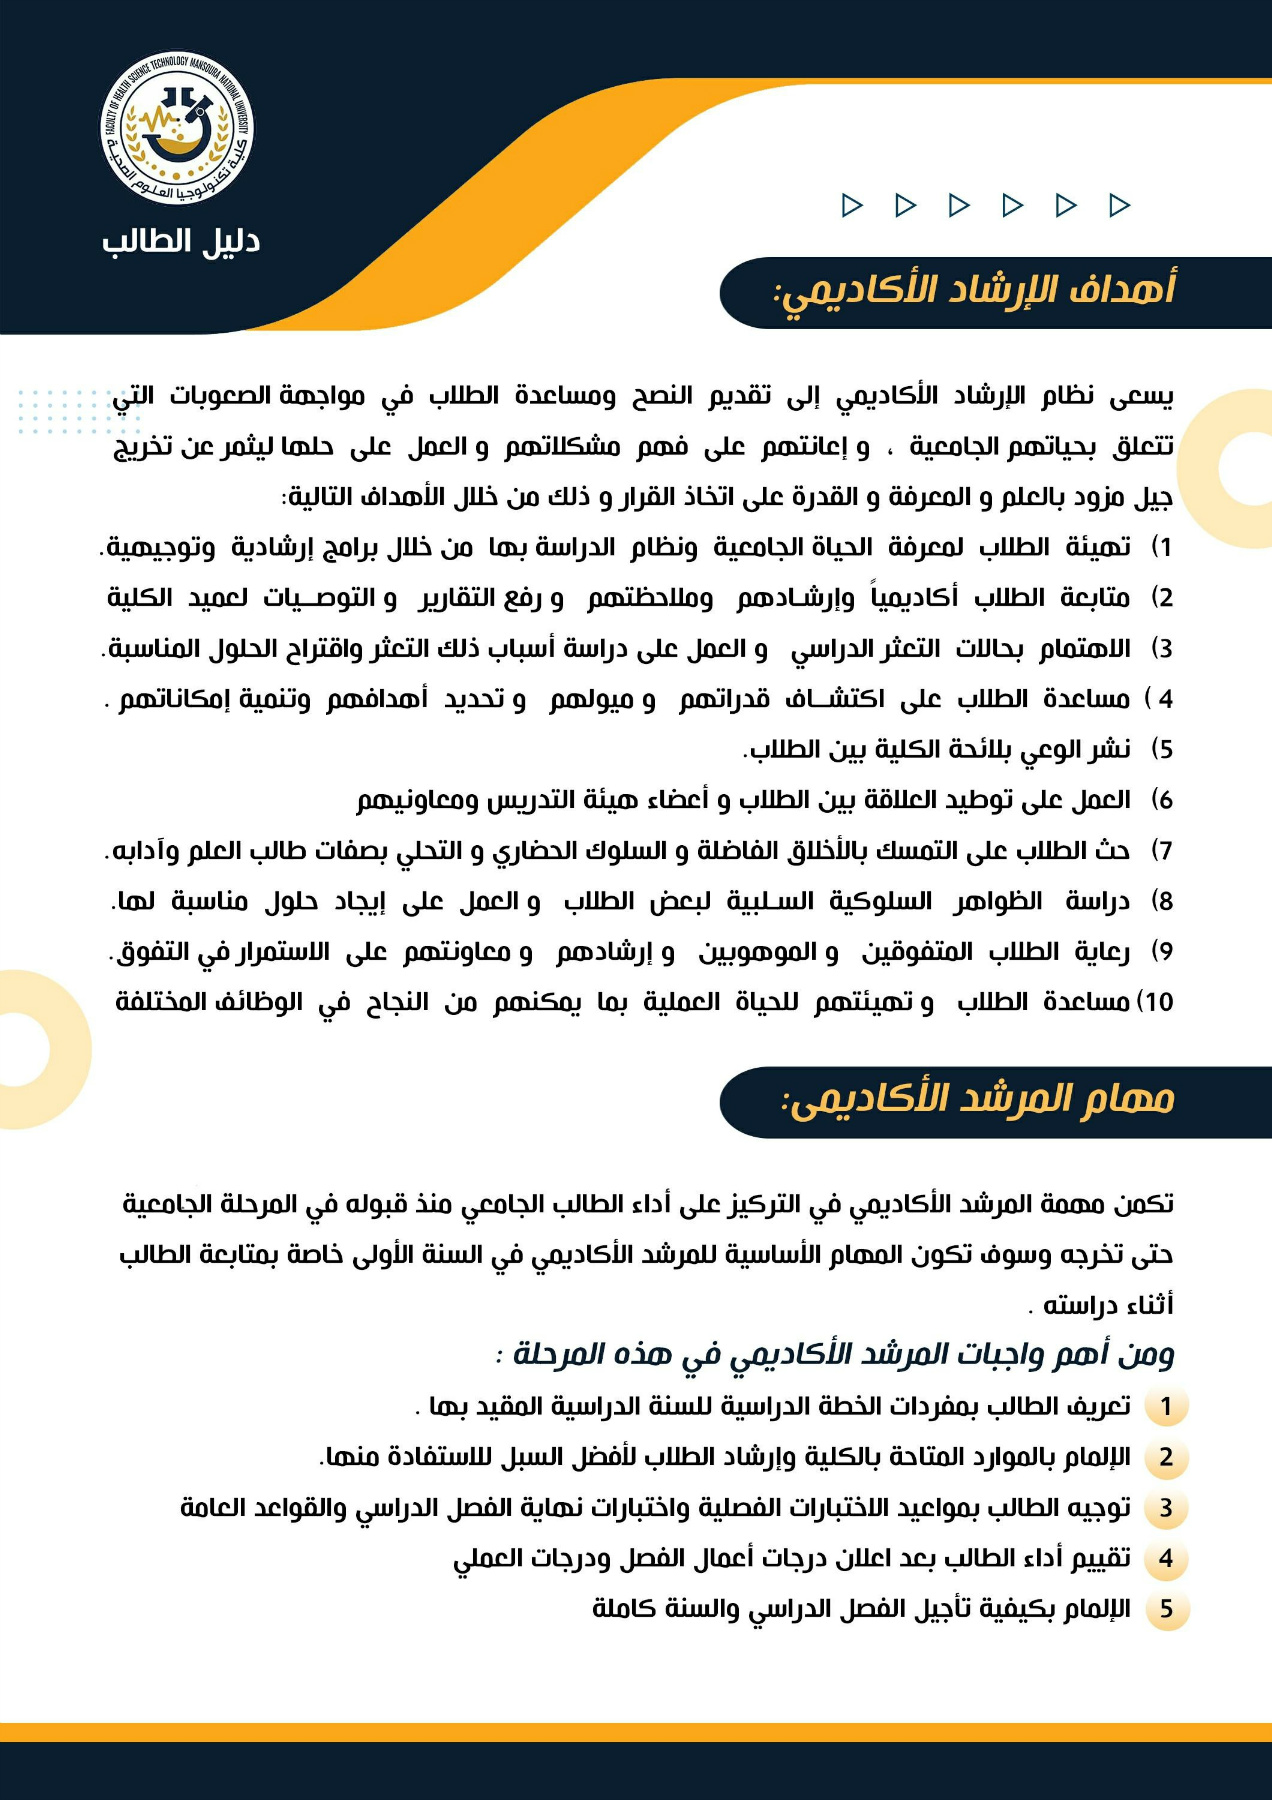 FACULTY OF HEALTH SCIENCE TECHNOLOGY MANSOURA NATIONAL UNIVERSITY
كلية تكنولوجيا العلوم الصحية
دليل الطالب
أهداف الإرشاد الأكاديمي:
يسعى نظام الإرشاد الأكاديمي إلى تقديم النصح ومساعدة الطلاب في مواجهة الصعوبات التي
تتعلق بحياتهم الجامعية ، و إعانتهم على فهم مشكلاتهم و العمل على حلها ليثمر عن تخريج
جيل مزود بالعلم و المعرفة و القدرة على اتخاذ القرار و ذلك من خلال الأهداف التالية:
1) تهيئة الطلاب لمعرفة الحياة الجامعية ونظام الدراسة بها من خلال برامج إرشادية وتوجيهية.
2) متابعة الطلاب أكاديمياً وإرشـادهم وملاحظتهم و رفع التقارير و التوصــيات لعميد الكلية
3) الاهتمام بحالات التعثر الدراسي و العمل على دراسة أسباب ذلك التعثر واقتراح الحلول المناسبة.
4 ) مساعدة الطلاب على اكتشــاف قدراتهم و ميولهم و تحديد أهدافهم وتنمية إمكاناتهم .
5) نشر الوعي بلائحة الكلية بين الطلاب.
6) العمل على توطيد العلاقة بين الطلاب و أعضاء هيئة التدريس ومعاونيهم
7) حث الطلاب على التمسك بالأخلاق الفاضلة و السلوك الحضاري و التحلي بصفات طالب العلم وآدابه.
8) دراسة الظواهر السلوكية السـلبية لبعض الطلاب و العمل على إيجاد حلول مناسبة لها.
9) رعاية الطلاب المتفوقين و الموهوبين و إرشادهم و معاونتهم على الاستمرار في التفوق.
10) مساعدة الطلاب و تهيئتهم للحياة العملية بما يمكنهم من النجاح في الوظائف المختلفة
مهام المرشد الأكاديمى:
تكمن مهمة المرشد الأكاديمي في التركيز على أداء الطالب الجامعي منذ قبوله في المرحلة الجامعية
حتى تخرجه وسوف تكون المهام الأساسية للمرشد الأكاديمي في السنة الأولى خاصة بمتابعة الطالب
أثناء دراسته .
ومن أهم واجبات المرشد الأكاديمي في هذه المرحلة :
1 تعريف الطالب بمفردات الخطة الدراسية للسنة الدراسية المقيد بها .
2 الإلمام بالموارد المتاحة بالكلية وإرشاد الطلاب لأفضل السبل للاستفادة منها.
3 توجيه الطالب بمواعيد الاختبارات الفصلية واختبارات نهاية الفصل الدراسي والقواعد العامة
4 تقييم أداء الطالب بعد اعلان درجات أعمال الفصل ودرجات العملي
5 الإلمام بكيفية تأجيل الفصل الدراسي والسنة كاملة